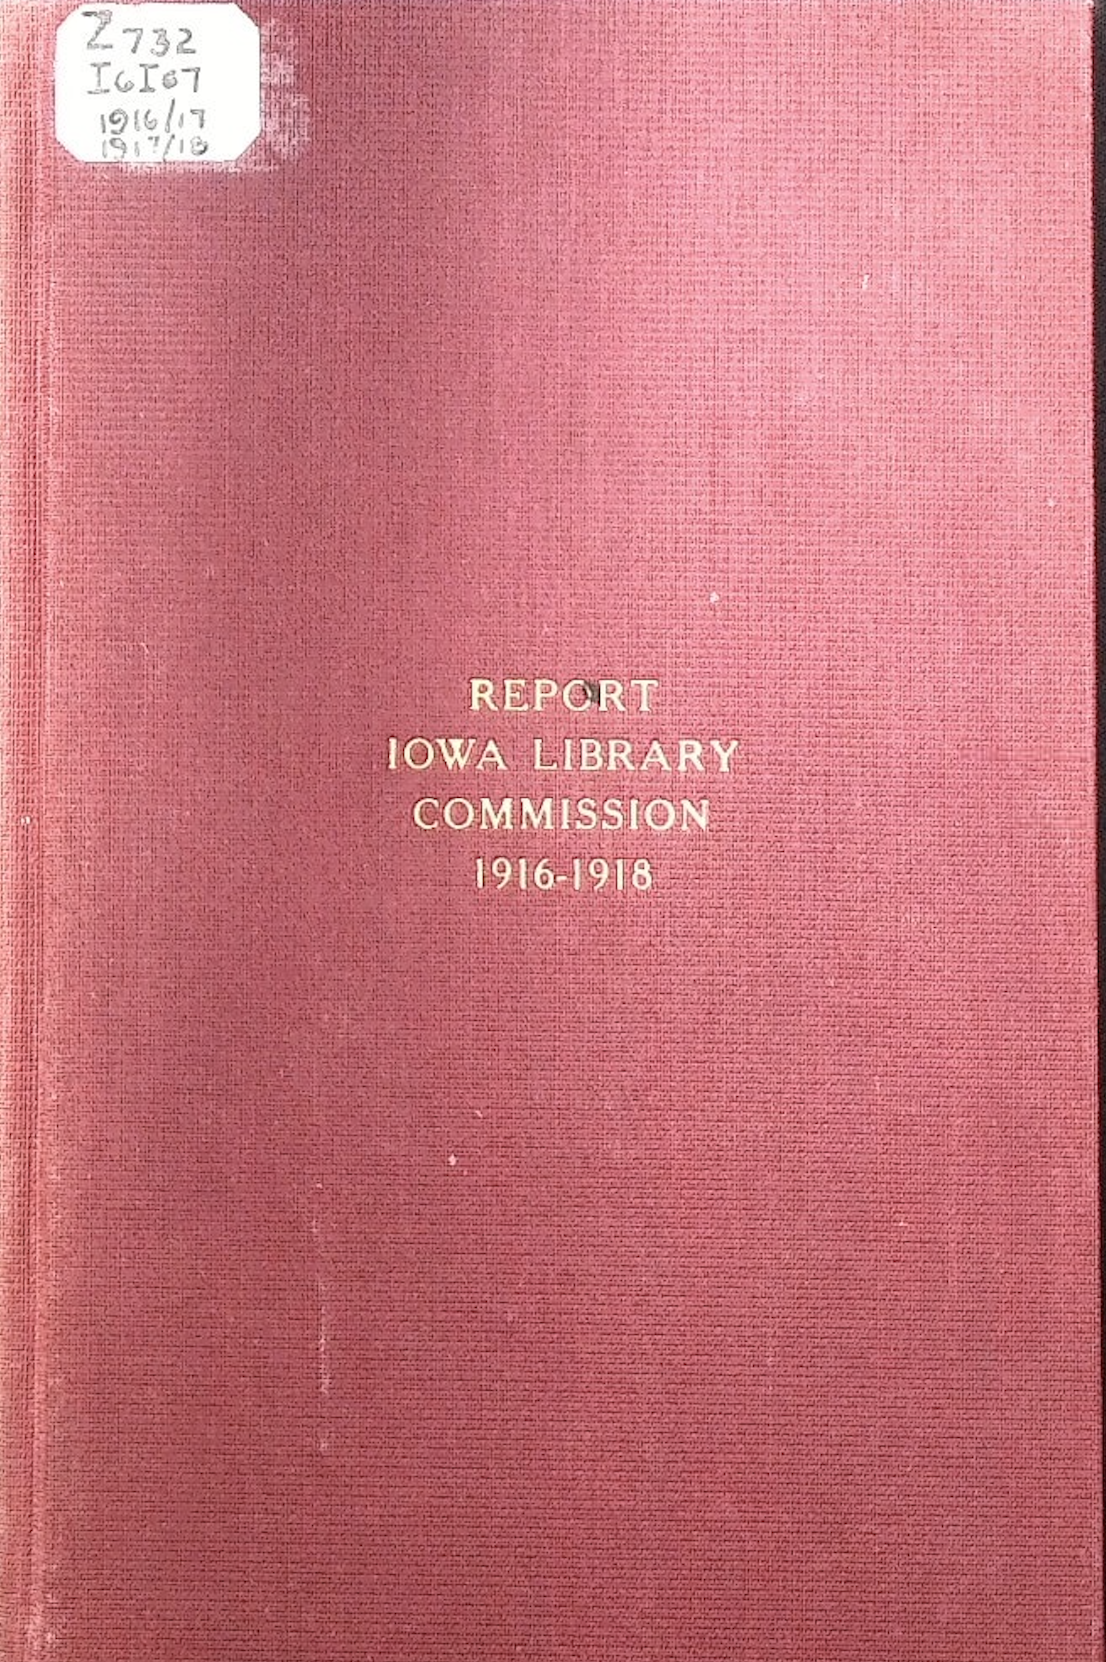 Z732
I6I67
1916/17
1917/18
REPORT
IOWA LIBRARY
COMMISSION
1916-1918